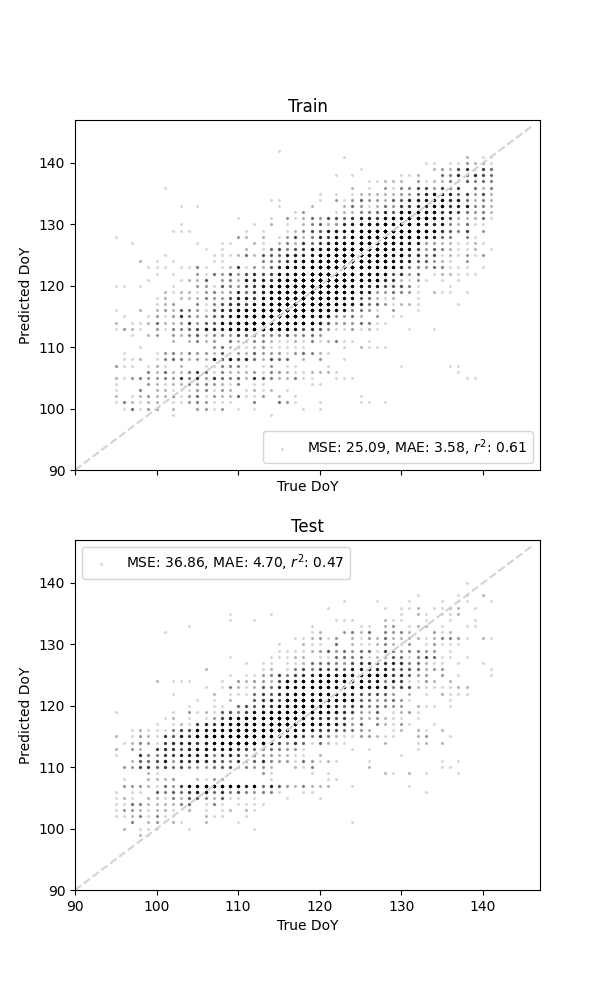 Train
140
130
120
110
100
90
Predicted DoY
MSE: 25.09, MAE: 3.58, r²: 0.61
True DoY
Test
MSE: 36.86, MAE: 4.70, r²: 0.47
140
130
120
110
100
90
Predicted DoY
90 100 110 120 130 140
True DoY